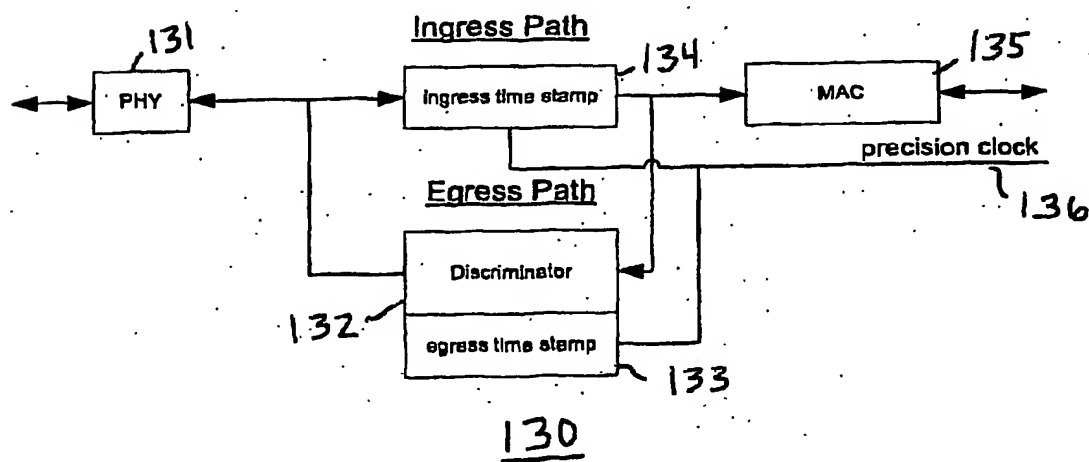 Ingress Path
131
134
135
PHY
ingress time stamp
MAC
precision clock
136
Egress Path
Discriminator
132
egress time stamp
133
130